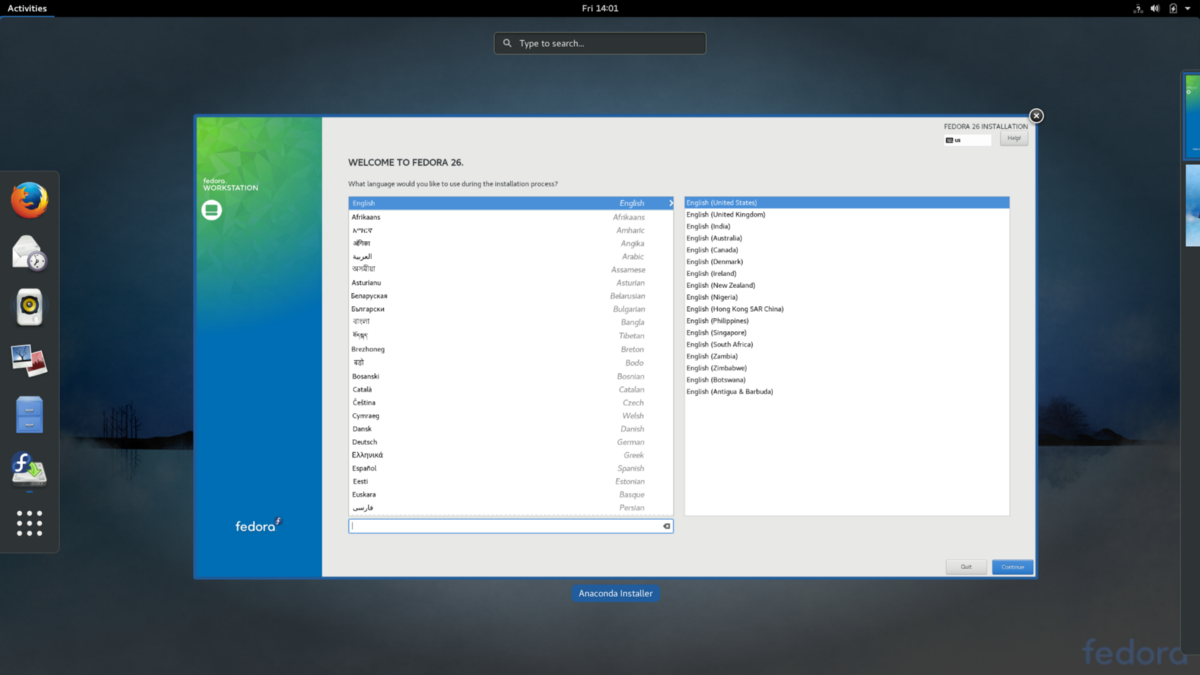 Activities
Fri 14:01
Type to search...
FEDORA 26 INSTALLATION
us
Help!
fedora
WORKSTATION
WELCOME TO FEDORA 26.
What language would you like to use during the installation process?
English English
Afrikaans Afrikaans
አማርኛ Amharic
अंगिका Angika
العربية Arabic
অসমীয়া Assamese
Asturianu Asturian
Беларуская Belarusian
Български Bulgarian
বাংলা Bangla
Tibetan
Brezhoneg Breton
बड़ो Bodo
Bosanski Bosnian
Català Catalan
Čeština Czech
Cymraeg Welsh
Dansk Danish
Deutsch German
Ελληνικά Greek
Español Spanish
Eesti Estonian
Euskara Basque
فارسی Persian
English (United States)
English (United Kingdom)
English (India)
English (Australia)
English (Canada)
English (Denmark)
English (Ireland)
English (New Zealand)
English (Nigeria)
English (Hong Kong SAR China)
English (Philippines)
English (Singapore)
English (South Africa)
English (Zambia)
English (Zimbabwe)
English (Botswana)
English (Antigua & Barbuda)
fedora
Quit
Continue
Anaconda Installer
fedora